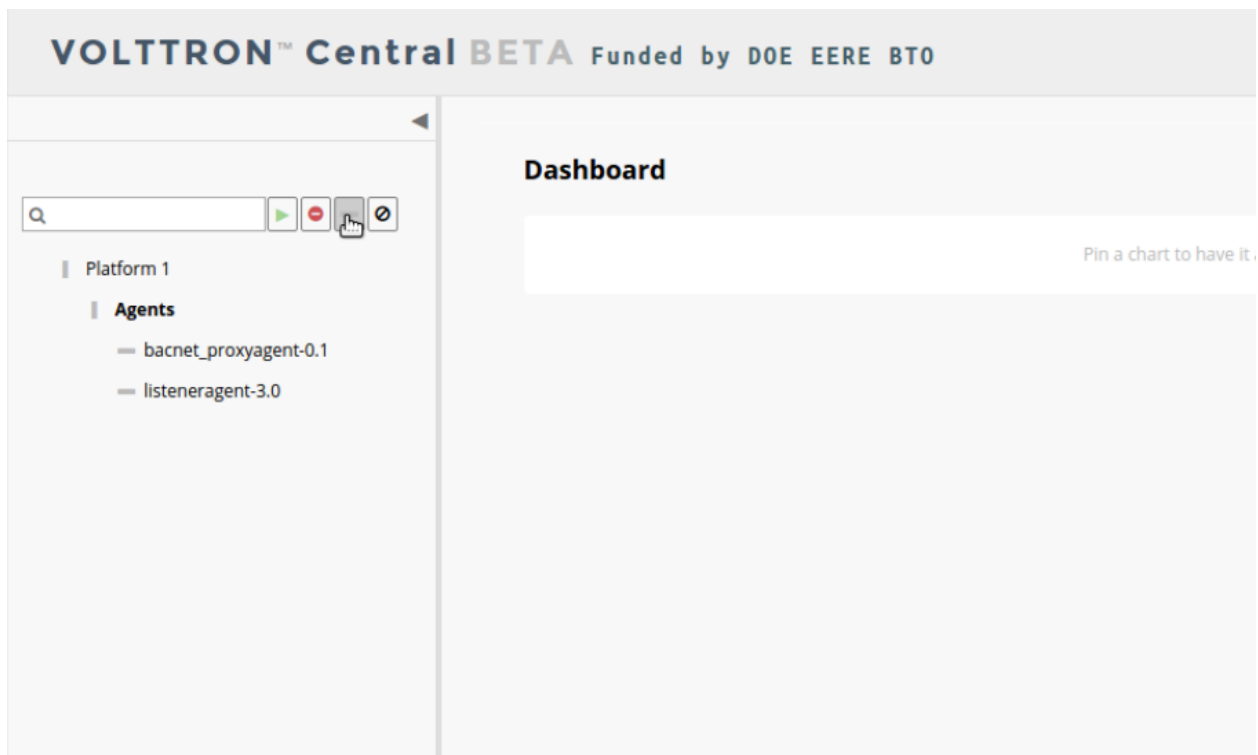 VOLTTRON™ Central BETA Funded by DOE EERE BTO
Dashboard
Pin a chart to have it
Platform 1
Agents
bacnet_proxyagent-0.1
listeneragent-3.0